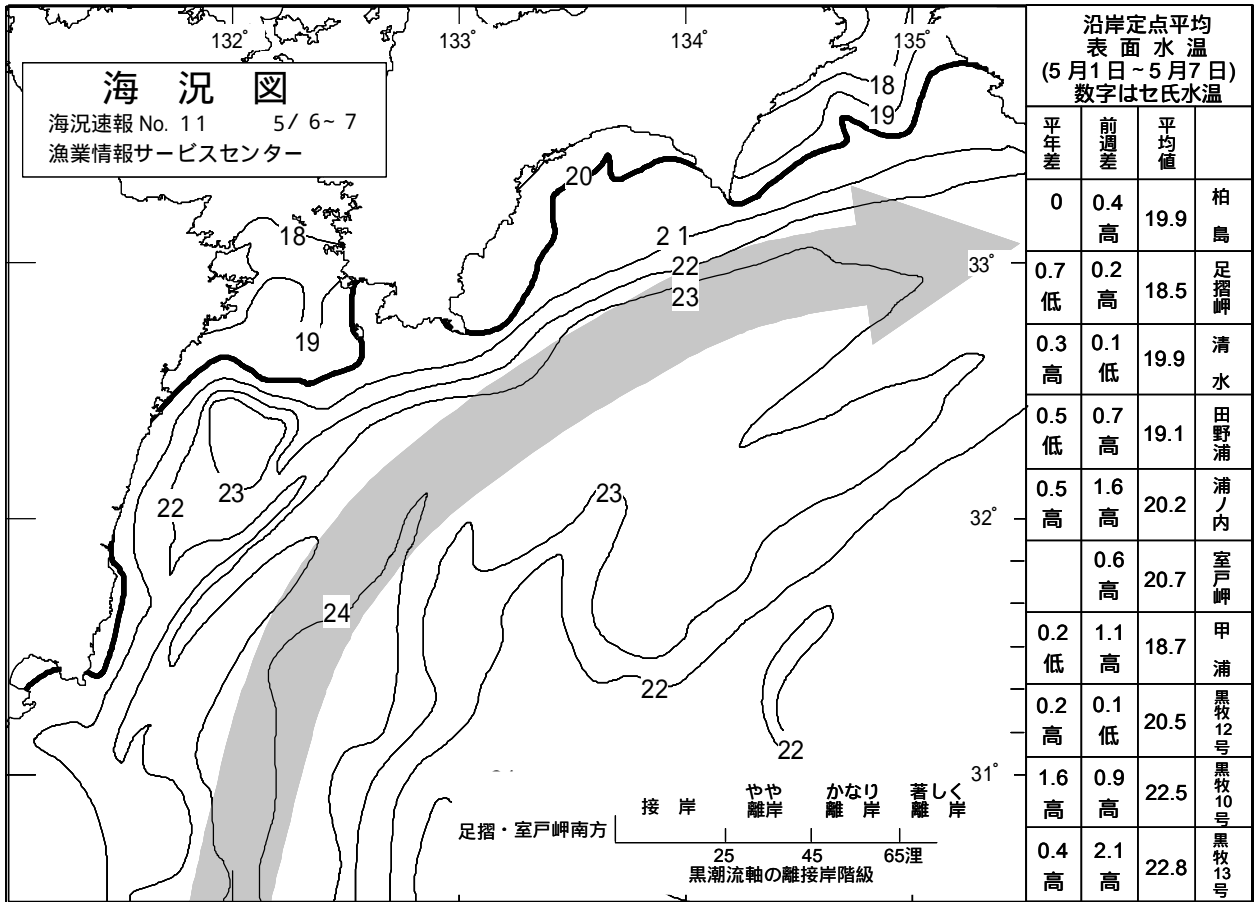 132° 133° 134° 135°
海 況 図
海況速報 No. 11 5/ 6~ 7
漁業情報サービスセンター
18
19
20
18
21
22
33°
23
19
22
23
23
32°
24
22
22
31°
足摺・室戸岬南方
接 岸
やや
離岸
かなり
離 岸
著しく
離 岸
25 45 65浬
黒潮流軸の離接岸階級
沿岸定点平均
表 面 水 温
(5 月1 日~5 月7 日)
数字はセ氏水温
平年差 前週差 平均値
0 0.4高 19.9 柏島
0.7低 0.2高 18.5 足摺岬
0.3高 0.1低 19.9 清水
0.5低 0.7高 19.1 田野浦
0.5高 1.6高 20.2 浦ノ内
0.6高 20.7 室戸岬
0.2低 1.1高 18.7 甲浦
0.2高 0.1低 20.5 黒牧12号
1.6高 0.9高 22.5 黒牧10号
0.4高 2.1高 22.8 黒牧13号